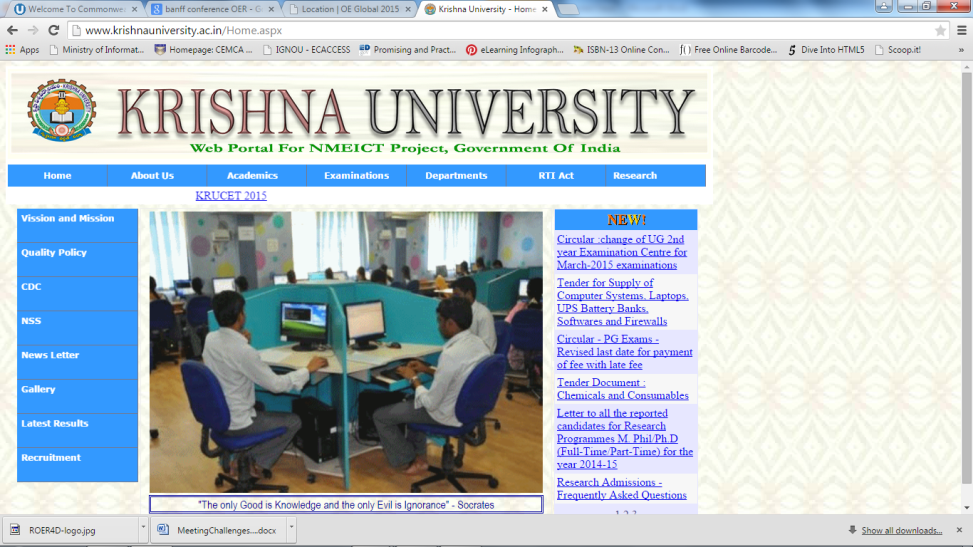 Welcome To Commonwe
banff conference OER - G
Location | OE Global 2015
Krishna University - Home
www.krishnauniversity.ac.in/Home.aspx
Apps
Ministry of Informat...
Homepage: CEMCA ...
IGNOU - ECACCESS
Promising and Pract...
eLearning Infograph...
ISBN-13 Online Con...
Free Online Barcode...
Dive Into HTML5
Scoop.it!
»
KRISHNA UNIVERSITY
Web Portal For NMEICT Project, Government Of India
Home
About Us
Academics
Examinations
Departments
RTI Act
Research
KRUCET 2015
Vission and Mission
Quality Policy
CDC
NSS
News Letter
Gallery
Latest Results
Recruitment
"The only Good is Knowledge and the only Evil is Ignorance" - Socrates
NEW!
Circular :change of UG 2nd
year Examination Centre for
March-2015 examinations
Tender for Supply of
Computer Systems, Laptops,
UPS Battery Banks,
Softwares and Firewalls
Circular - PG Exams -
Revised last date for payment
of fee with late fee
Tender Document :
Chemicals and Consumables
Letter to all the reported
candidates for Research
Programmes M. Phil/Ph.D
(Full-Time/Part-Time) for the
year 2014-15
Research Admissions -
Frequently Asked Questions
1 2 3
ROER4D-logo.jpg
MeetingChallenges....docx
Show all downloads...